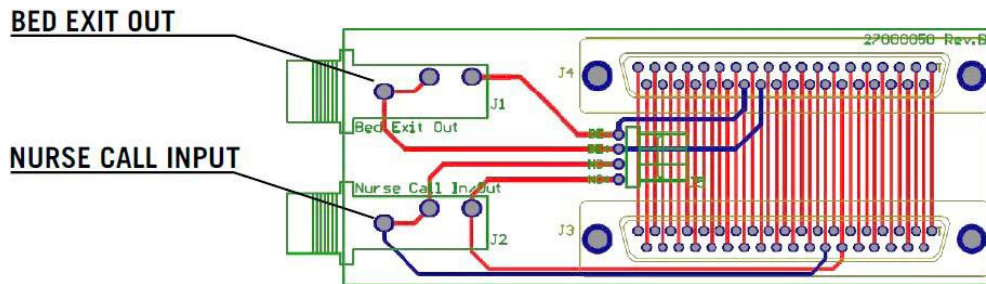 BED EXIT OUT
27000050 Rev.B
J4
J1
Bed Exit Out
NURSE CALL INPUT
Nurse Call In/Out
J5
J3
J2